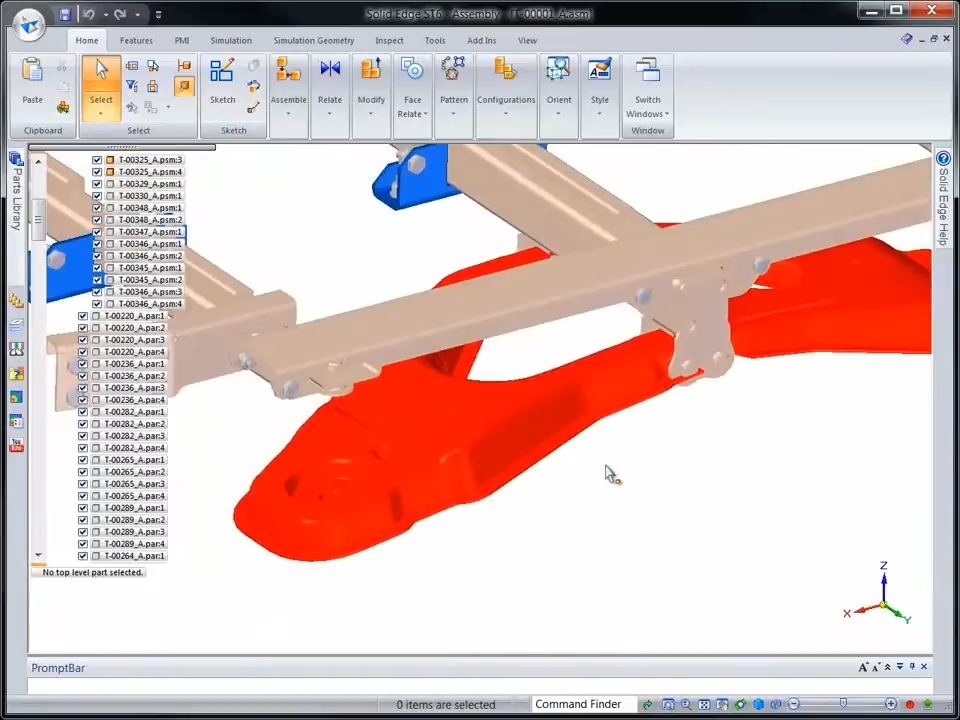 Solid Edge ST6 - Assembly - [T-00001_A.asm]
Home
Features
PMI
Simulation
Simulation Geometry
Inspect
Tools
Add Ins
View
Paste
Select
Sketch
Assemble
Relate
Modify
Face
Relate
Pattern
Configurations
Orient
Style
Switch
Windows
Clipboard
Select
Sketch
Window
Parts Library
Solid Edge Help
T-00325_A.psm:3
T-00325_A.psm:4
T-00329_A.psm:1
T-00330_A.psm:1
T-00348_A.psm:1
T-00348_A.psm:2
T-00347_A.psm:1
T-00346_A.psm:1
T-00346_A.psm:2
T-00345_A.psm:1
T-00345_A.psm:2
T-00346_A.psm:3
T-00346_A.psm:4
T-00220_A.par:1
T-00220_A.par:2
T-00220_A.par:3
T-00220_A.par:4
T-00236_A.par:1
T-00236_A.par:2
T-00236_A.par:3
T-00236_A.par:4
T-00282_A.par:1
T-00282_A.par:2
T-00282_A.par:3
T-00282_A.par:4
T-00265_A.par:1
T-00265_A.par:2
T-00265_A.par:3
T-00265_A.par:4
T-00289_A.par:1
T-00289_A.par:2
T-00289_A.par:3
T-00289_A.par:4
T-00264_A.par:1
No top level part selected.
Z
X
Y
PromptBar
0 items are selected
Command Finder